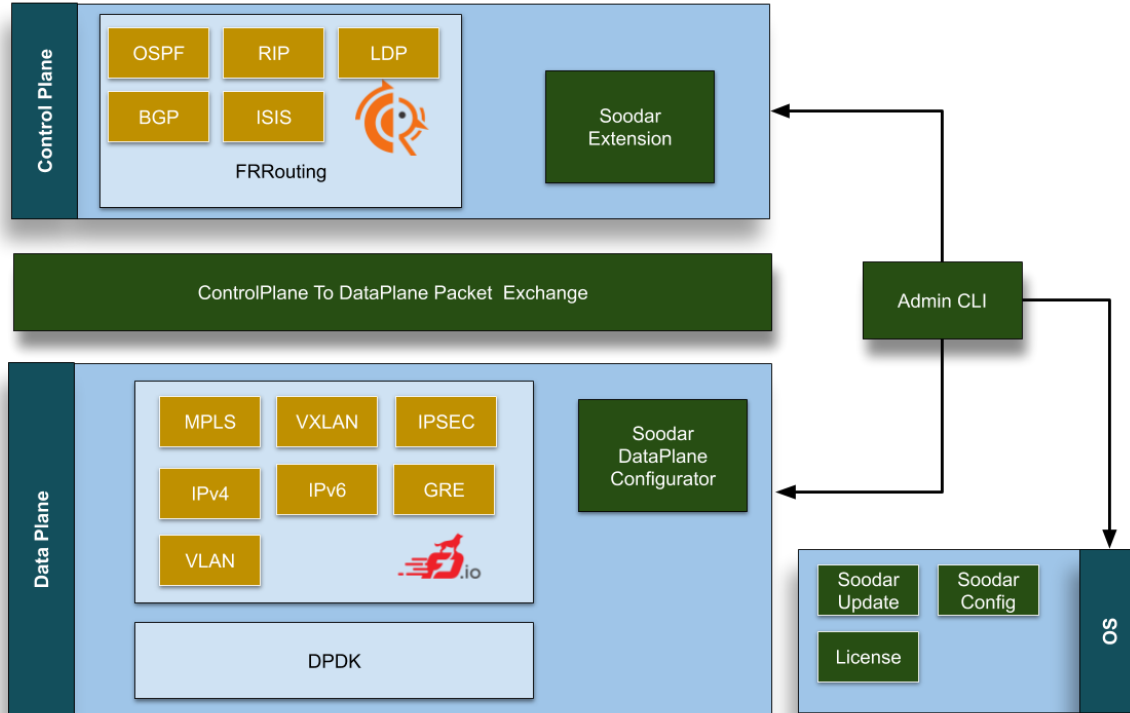 Control Plane
OSPF
RIP
LDP
BGP
ISIS
FRRouting
Soodar
Extension
ControlPlane To DataPlane Packet Exchange
Admin CLI
Data Plane
MPLS
VXLAN
IPSEC
IPv4
IPv6
GRE
VLAN
.io
Soodar
DataPlane
Configurator
DPDK
Soodar
Update
Soodar
Config
License
OS